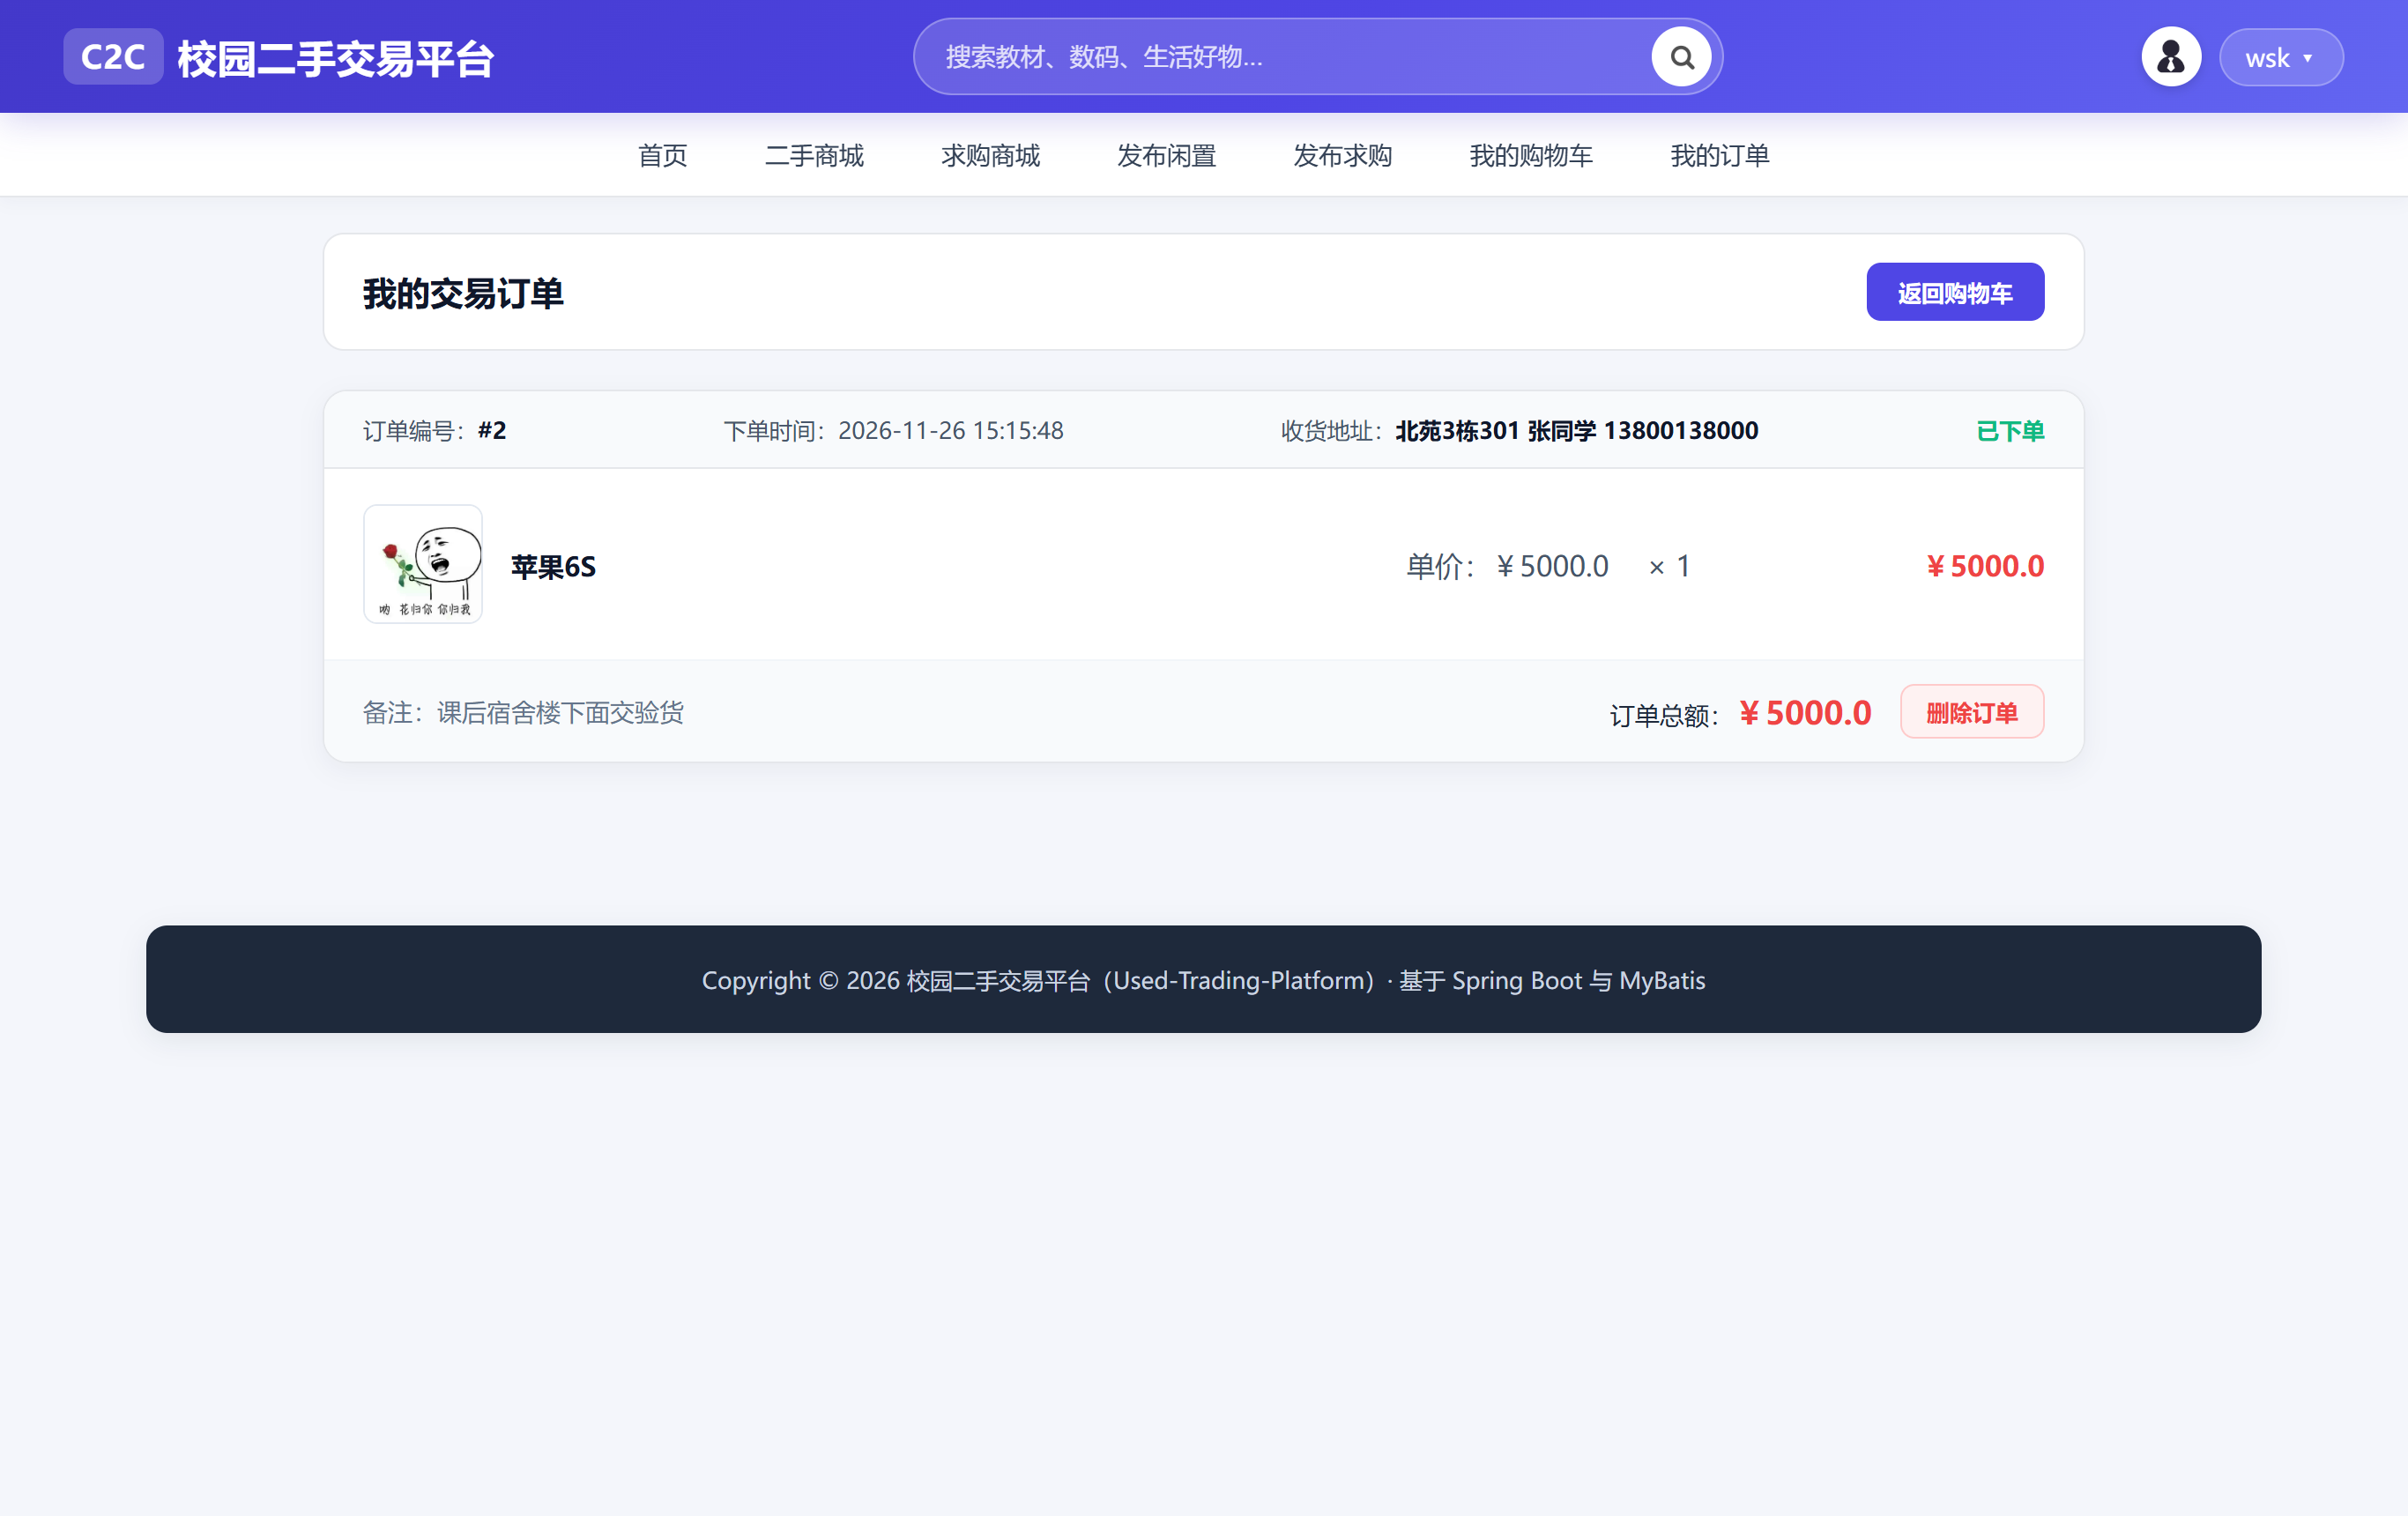 C2C 校园二手交易平台
搜索教材、数码、生活好物...
wsk ▼
首页 二手商城 求购商城 发布闲置 发布求购 我的购物车 我的订单
我的交易订单
返回购物车
订单编号：#2 下单时间：2026-11-26 15:15:48 收货地址：北苑3栋301 张同学 13800138000 已下单
呐 花归你 你归我
苹果6S
单价：￥5000.0 × 1 ￥5000.0
备注：课后宿舍楼下面交验货
订单总额：￥5000.0 删除订单
Copyright © 2026 校园二手交易平台（Used-Trading-Platform）· 基于 Spring Boot 与 MyBatis